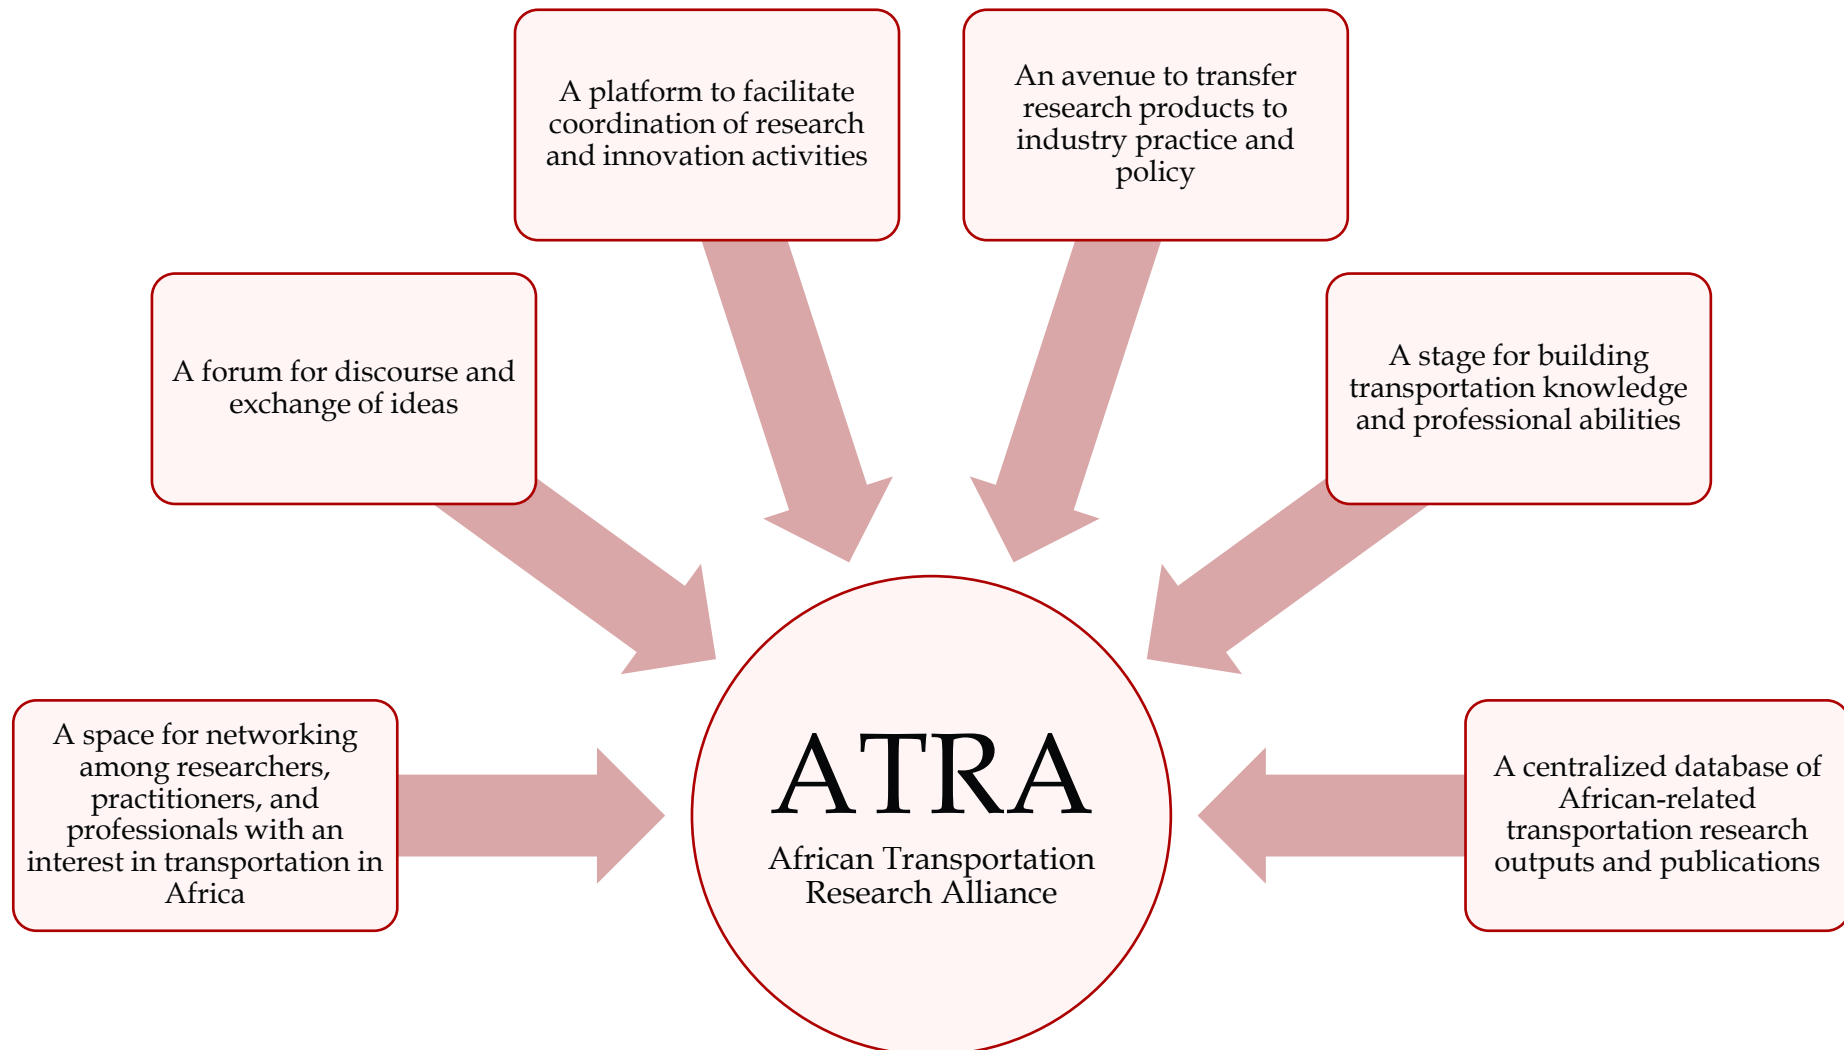 A platform to facilitate
coordination of research
and innovation activities
An avenue to transfer
research products to
industry practice and
policy
A forum for discourse and
exchange of ideas
A stage for building
transportation knowledge
and professional abilities
A space for networking
among researchers,
practitioners, and
professionals with an
interest in transportation in
Africa
ATRA
African Transportation
Research Alliance
A centralized database of
African-related
transportation research
outputs and publications